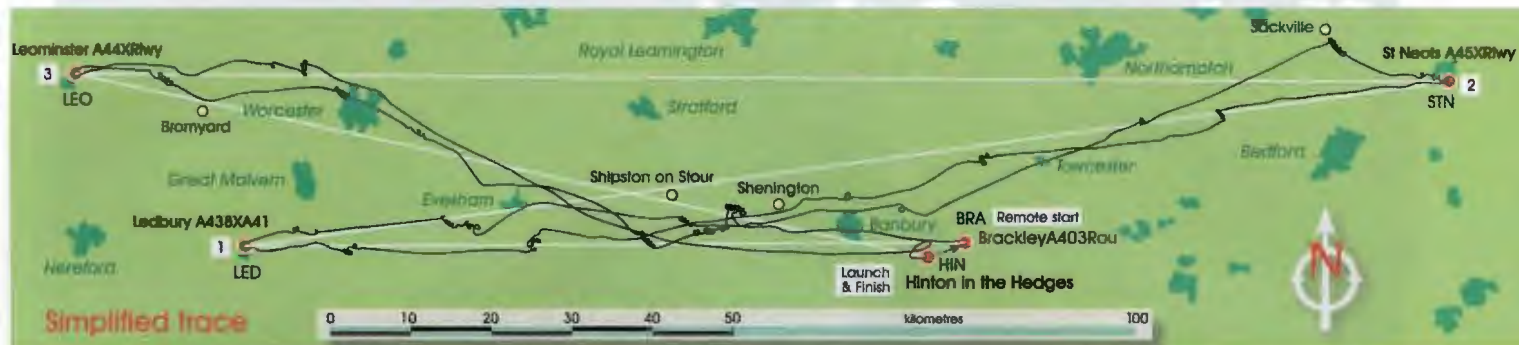 Sackville
Leominster A44XRlwy
Royal Leamington
Northampton
St Neots A45XRlwy
3
LEO
2
STN
Bromyard
Worcester
Stratford
Bedford
Towcester
Great Malvern
Evesham
Shipston on Stour
Shenington
Ledbury A438XA41
Banbury
BRA Remote start
BrackleyA403Rou
1
LED
Hereford
HIN
Launch
& Finish
Hinton in the Hedges
N
Simplified trace
0 10 20 30 40 50 kilometres 100